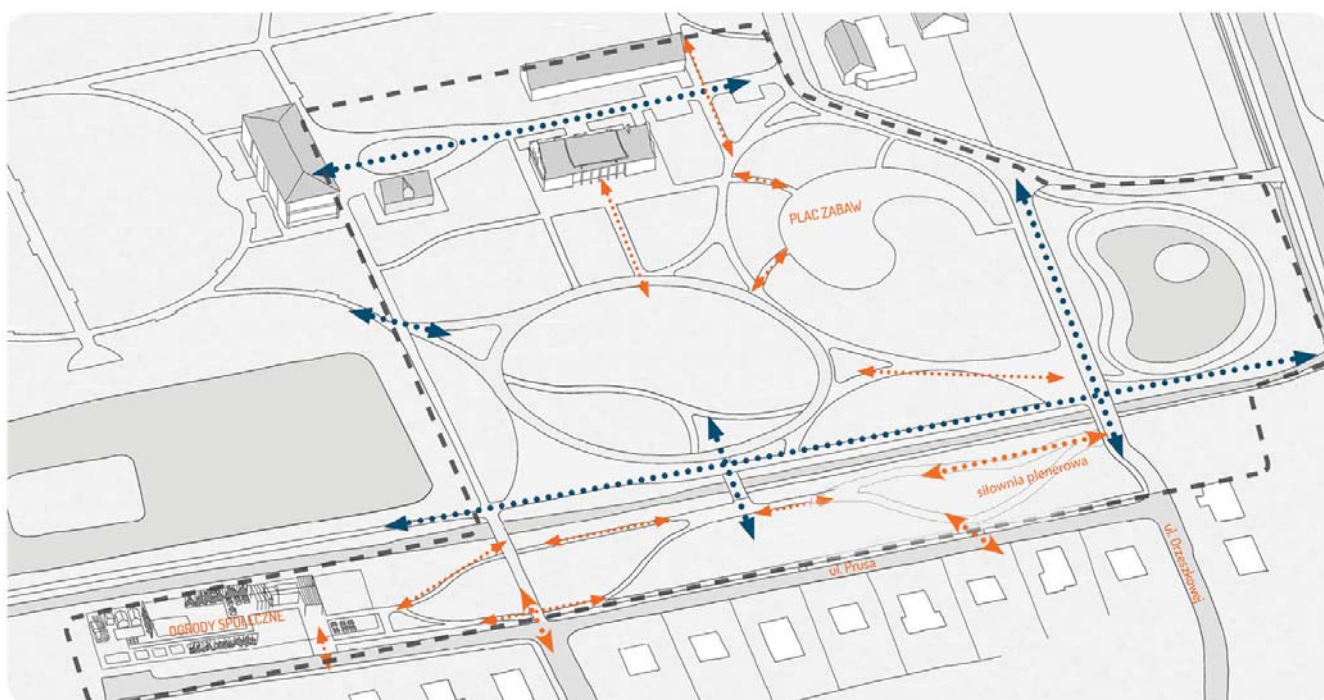 PLAC ZABAW
siłownia plenerowa
ul. Prusa
ul. Orzeszkowej
OGRODY SPOŁECZNE